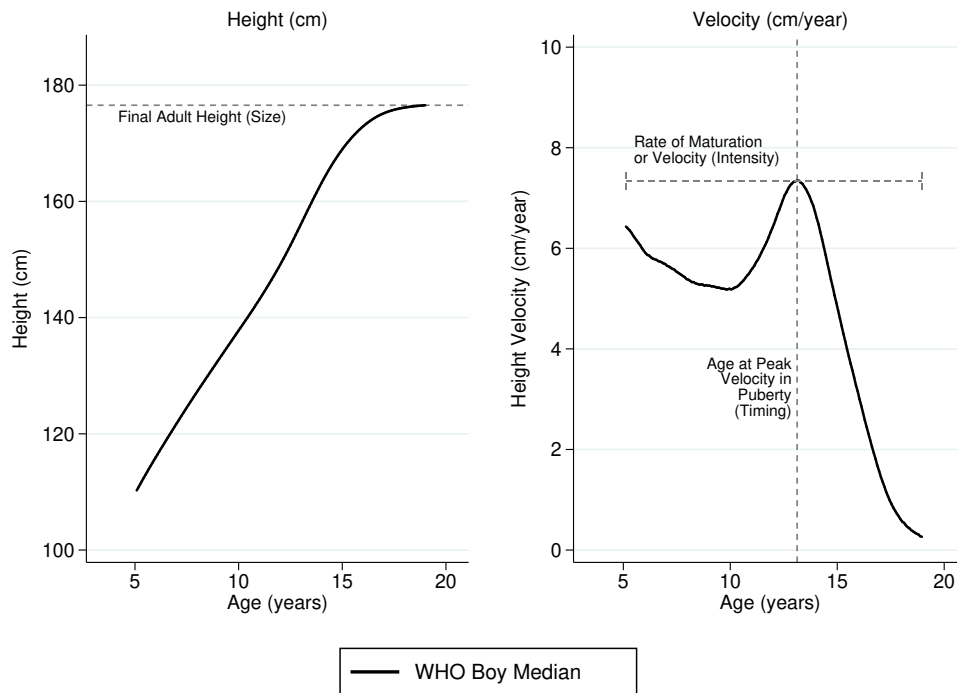 Height (cm)
Height (cm)
180
160
140
120
100
Final Adult Height (Size)
5
10
15
20
Age (years)
Velocity (cm/year)
Height Velocity (cm/year)
10
8
6
4
2
0
Rate of Maturation
or Velocity (Intensity)
Age at Peak
Velocity in
Puberty
(Timing)
5
10
15
20
Age (years)
WHO Boy Median